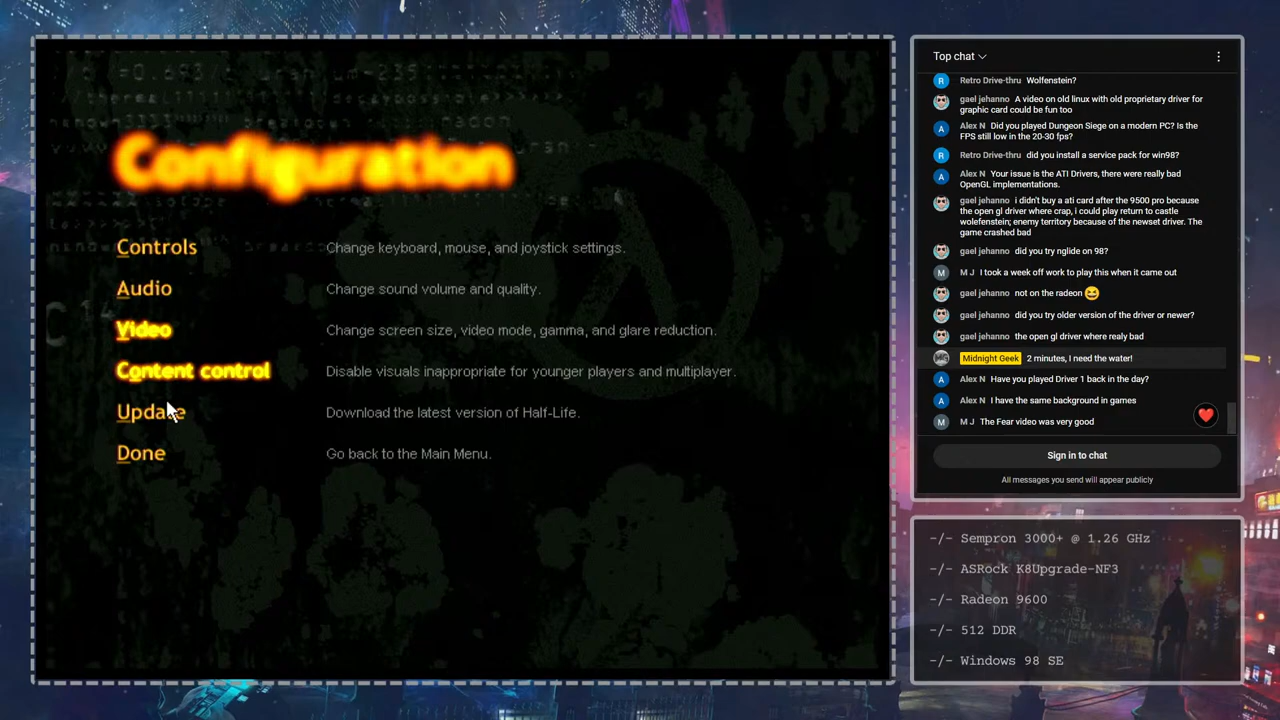 Configuration
Controls Change keyboard, mouse, and joystick settings.
Audio Change sound volume and quality.
Video Change screen size, video mode, gamma, and glare reduction.
Content control Disable visuals inappropriate for younger players and multiplayer.
Update Download the latest version of Half-Life.
Done Go back to the Main Menu.
Top chat
R Retro Drive-thru Wolfenstein?
gael jehanno A video on old linux with old proprietary driver for
graphic card could be fun too
A Alex N Did you played Dungeon Siege on a modern PC? Is the
FPS still low in the 20-30 fps?
R Retro Drive-thru did you install a service pack for win98?
A Alex N Your issue is the ATI Drivers, there were really bad
OpenGL implementations.
gael jehanno i didn't buy a ati card after the 9500 pro because
the open gl driver where crap, i could play return to castle
wolefenstein; enemy territory because of the newset driver. The
game crashed bad
gael jehanno did you try nglide on 98?
M M J I took a week off work to play this when it came out
gael jehanno not on the radeon 😆
gael jehanno did you try older version of the driver or newer?
gael jehanno the open gl driver where realy bad
Midnight Geek 2 minutes, I need the water!
A Alex N Have you played Driver 1 back in the day?
A Alex N I have the same background in games
M M J The Fear video was very good
Sign in to chat
All messages you send will appear publicly
-/- Sempron 3000+ @ 1.26 GHz
-/- ASRock K8Upgrade-NF3
-/- Radeon 9600
-/- 512 DDR
-/- Windows 98 SE